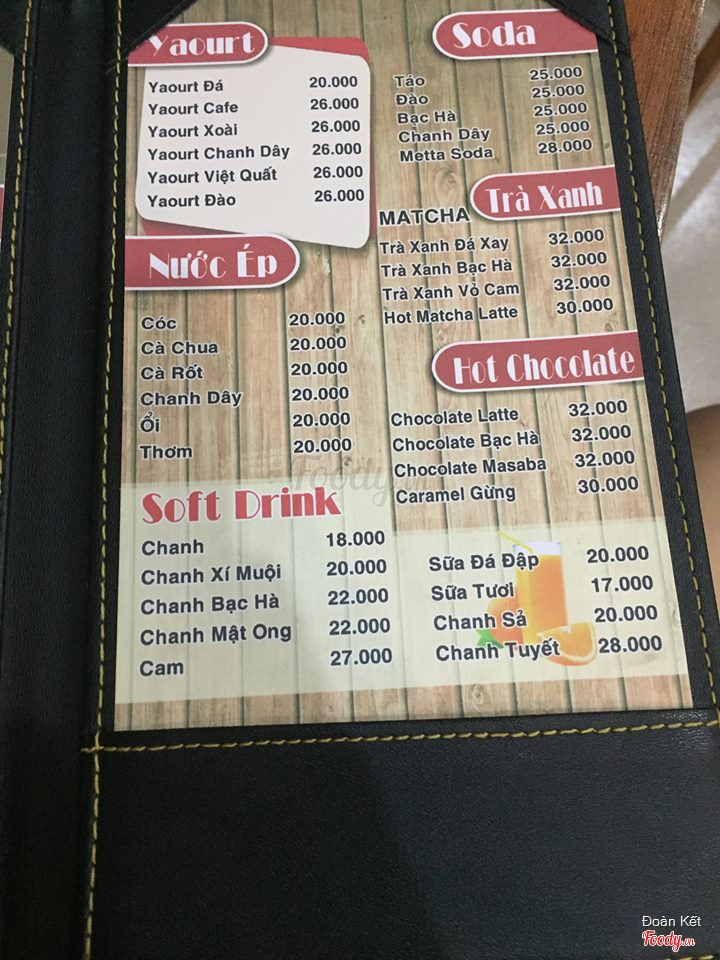 Yaourt
Yaourt Đá 20.000
Yaourt Cafe 26.000
Yaourt Xoài 26.000
Yaourt Chanh Dây 26.000
Yaourt Việt Quất 26.000
Yaourt Đào 26.000
Nước Ép
Cóc 20.000
Cà Chua 20.000
Cà Rốt 20.000
Chanh Dây 20.000
Ổi 20.000
Thơm 20.000
Soda
Táo 25.000
Đào 25.000
Bạc Hà 25.000
Chanh Dây 25.000
Metta Soda 28.000
Trà Xanh
MATCHA
Trà Xanh Đá Xay 32.000
Trà Xanh Bạc Hà 32.000
Trà Xanh Vỏ Cam 32.000
Hot Matcha Latte 30.000
Hot Chocolate
Chocolate Latte 32.000
Chocolate Bạc Hà 32.000
Chocolate Masaba 32.000
Caramel Gừng 30.000
Foody.vn
Soft Drink
Chanh 18.000
Chanh Xí Muội 20.000
Chanh Bạc Hà 22.000
Chanh Mật Ong 22.000
Cam 27.000
Sữa Đá Đập 20.000
Sữa Tươi 17.000
Chanh Sả 20.000
Chanh Tuyết 28.000
Đoàn Kết
Foody.vn